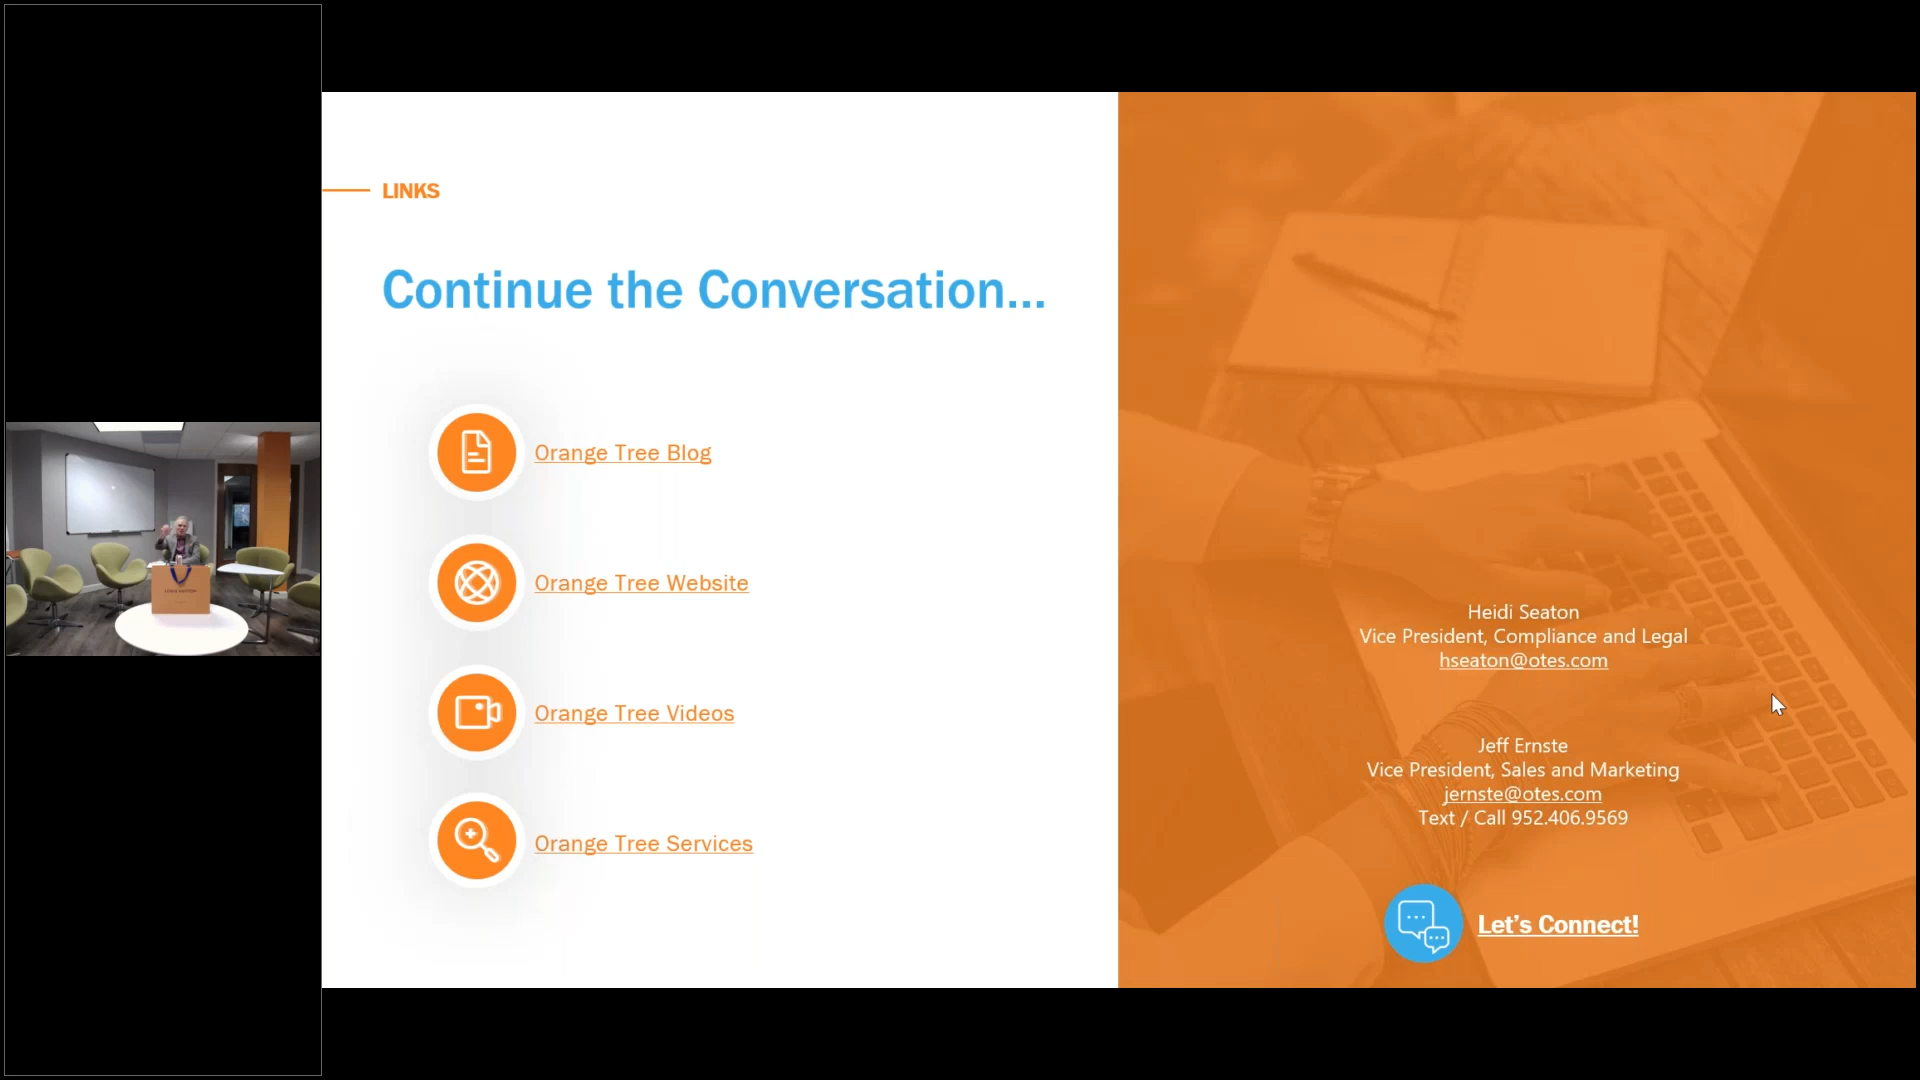 LINKS
Continue the Conversation...
Orange Tree Blog
Orange Tree Website
Orange Tree Videos
Orange Tree Services
Heidi Seaton
Vice President, Compliance and Legal
hseaton@otes.com
Jeff Ernste
Vice President, Sales and Marketing
jernste@otes.com
Text / Call 952.406.9569
Let's Connect!